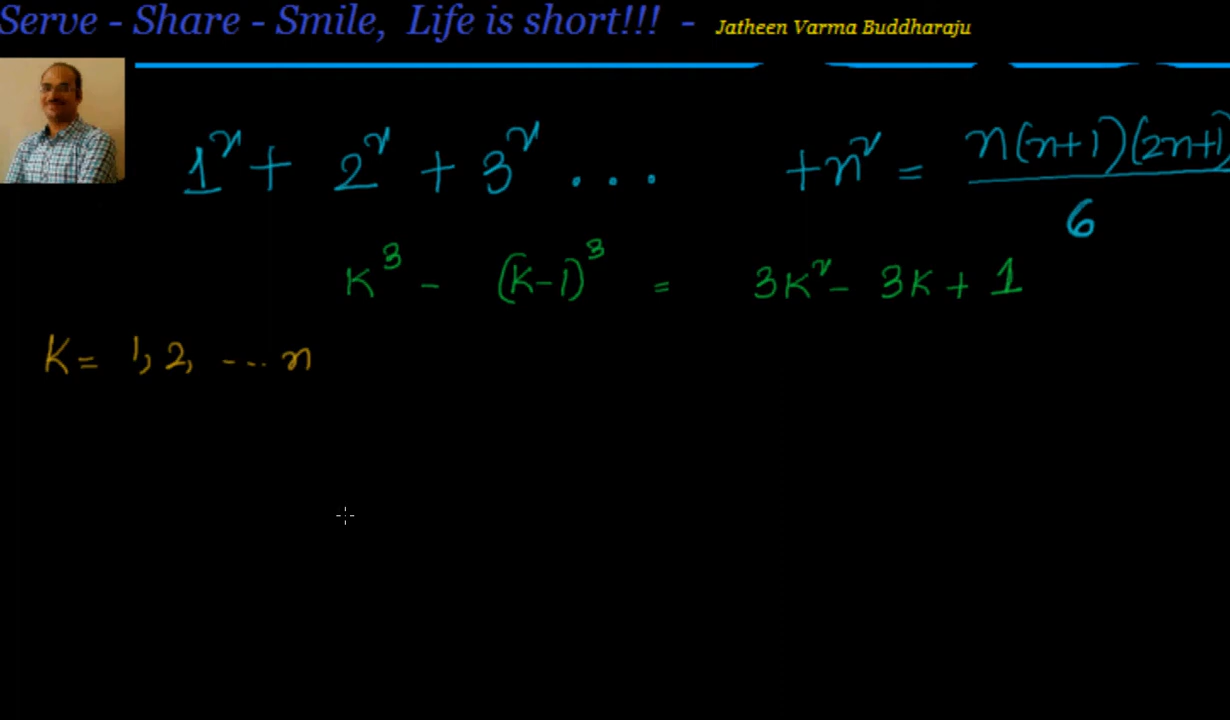 Serve - Share - Smile, Life is short!!! - Jatheen Varma Buddharaju
1² + 2² + 3² ... + n² = n(n+1)(2n+1)
6
K³ - (K-1)³ = 3K² - 3K + 1
K = 1, 2, ... n